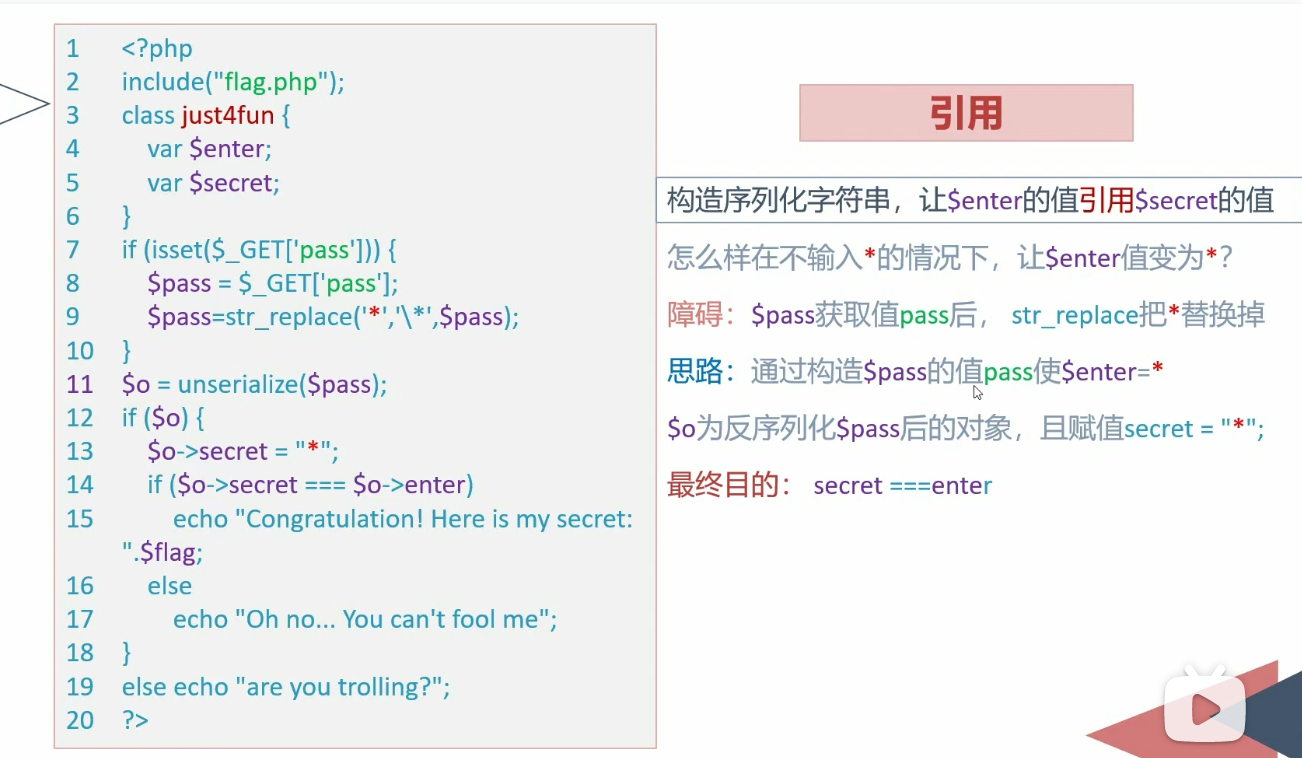 1 <?php
2 include("flag.php");
3 class just4fun {
4 var $enter;
5 var $secret;
6 }
7 if (isset($_GET['pass'])) {
8 $pass = $_GET['pass'];
9 $pass=str_replace('*','\*',$pass);
10 }
11 $o = unserialize($pass);
12 if ($o) {
13 $o->secret = "*";
14 if ($o->secret === $o->enter)
15 echo "Congratulation! Here is my secret:
".$flag;
16 else
17 echo "Oh no... You can't fool me";
18 }
19 else echo "are you trolling?";
20 ?>
引用
构造序列化字符串，让$enter的值引用$secret的值
怎么样在不输入*的情况下，让$enter值变为*？
障碍：$pass获取值pass后， str_replace把*替换掉
思路：通过构造$pass的值pass使$enter=*
$o为反序列化$pass后的对象，且赋值secret = "*";
最终目的： secret ===enter